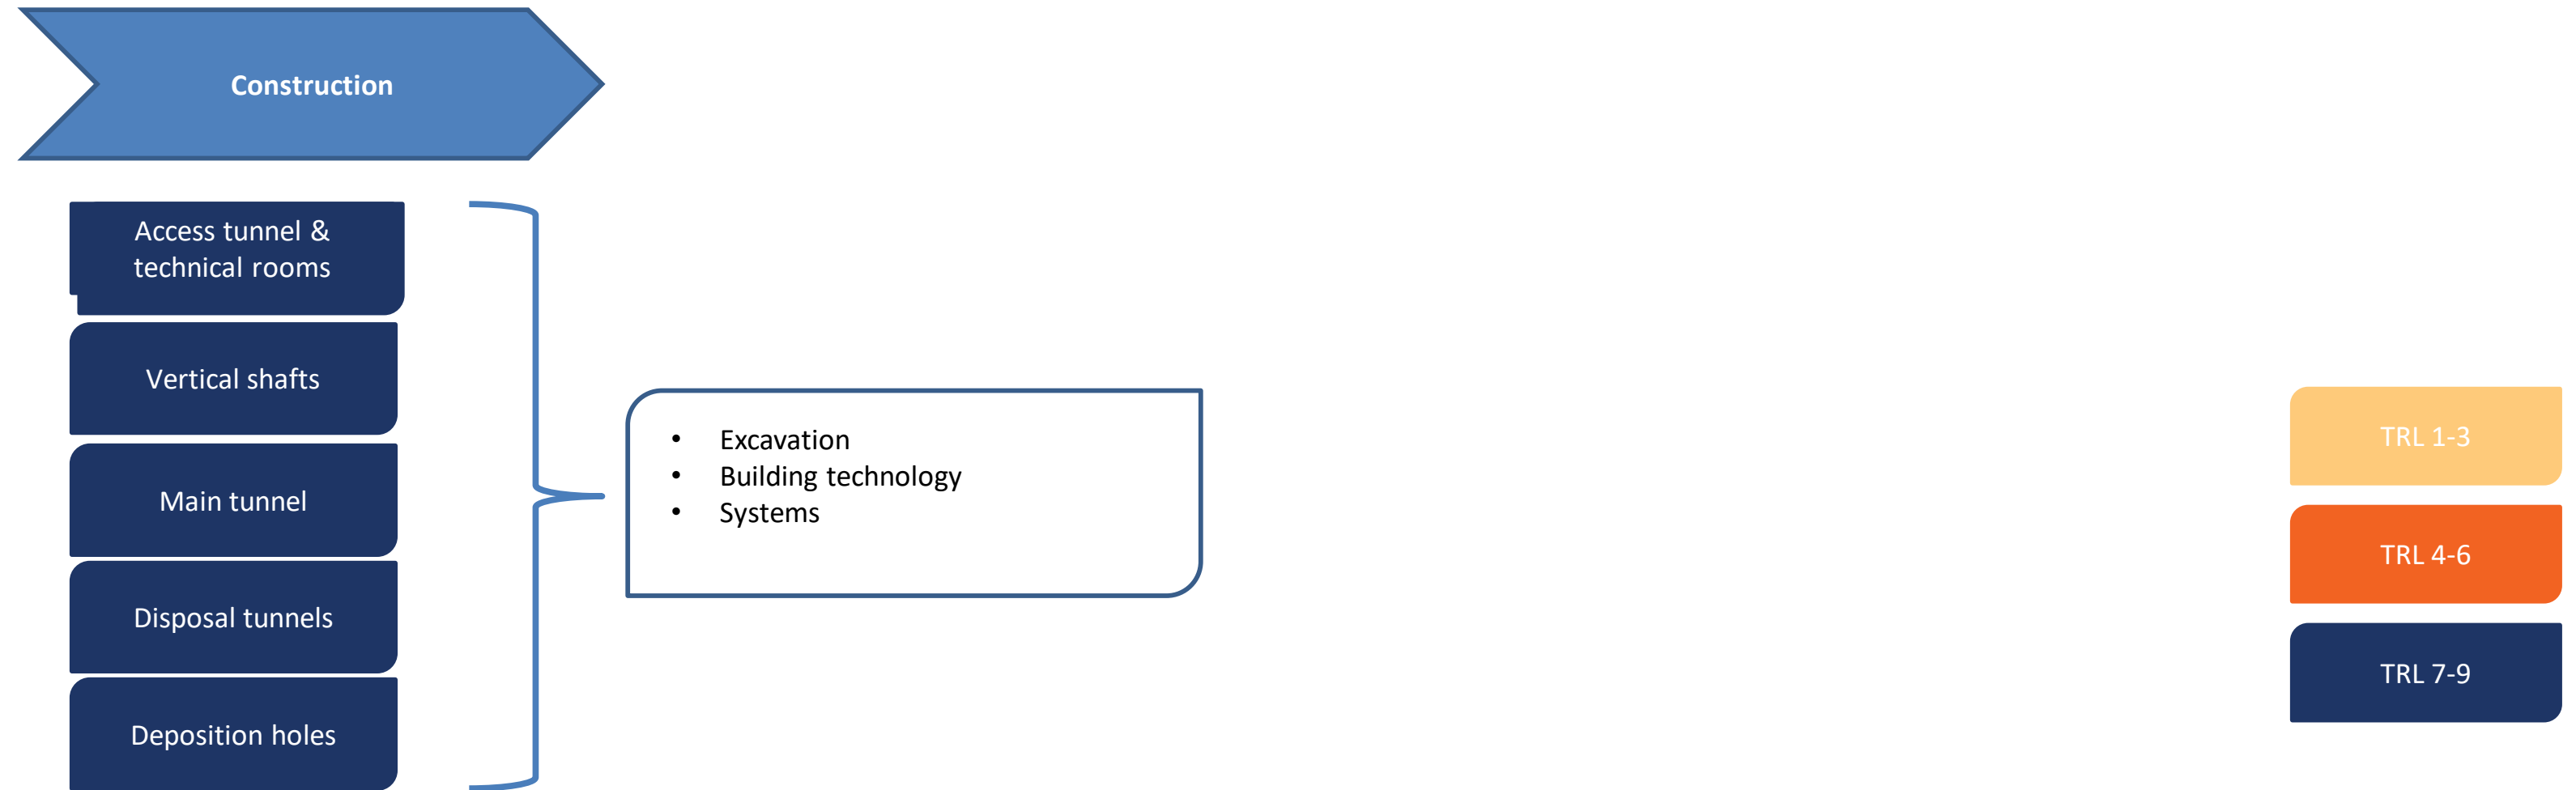 Construction
Access tunnel &
technical rooms
Vertical shafts
Main tunnel
Disposal tunnels
Deposition holes
• Excavation
• Building technology
• Systems
TRL 1-3
TRL 4-6
TRL 7-9